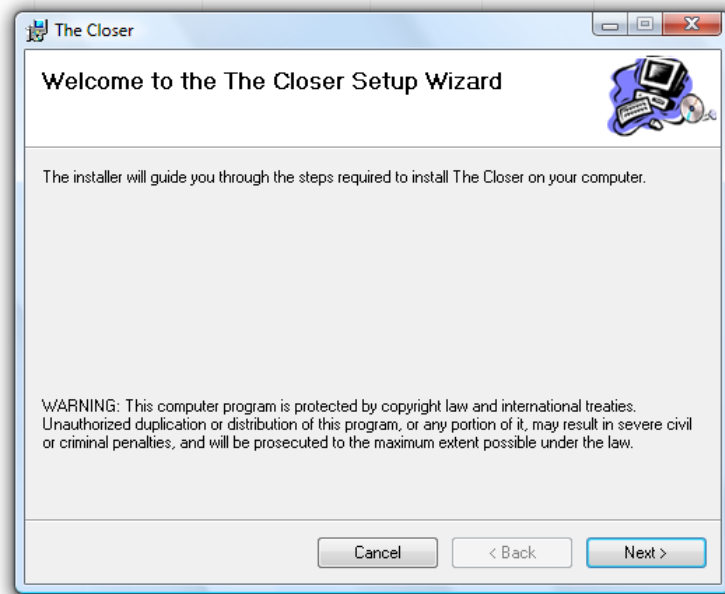 The Closer
Welcome to the The Closer Setup Wizard
The installer will guide you through the steps required to install The Closer on your computer.
WARNING: This computer program is protected by copyright law and international treaties.
Unauthorized duplication or distribution of this program, or any portion of it, may result in severe civil
or criminal penalties, and will be prosecuted to the maximum extent possible under the law.
Cancel
< Back
Next >